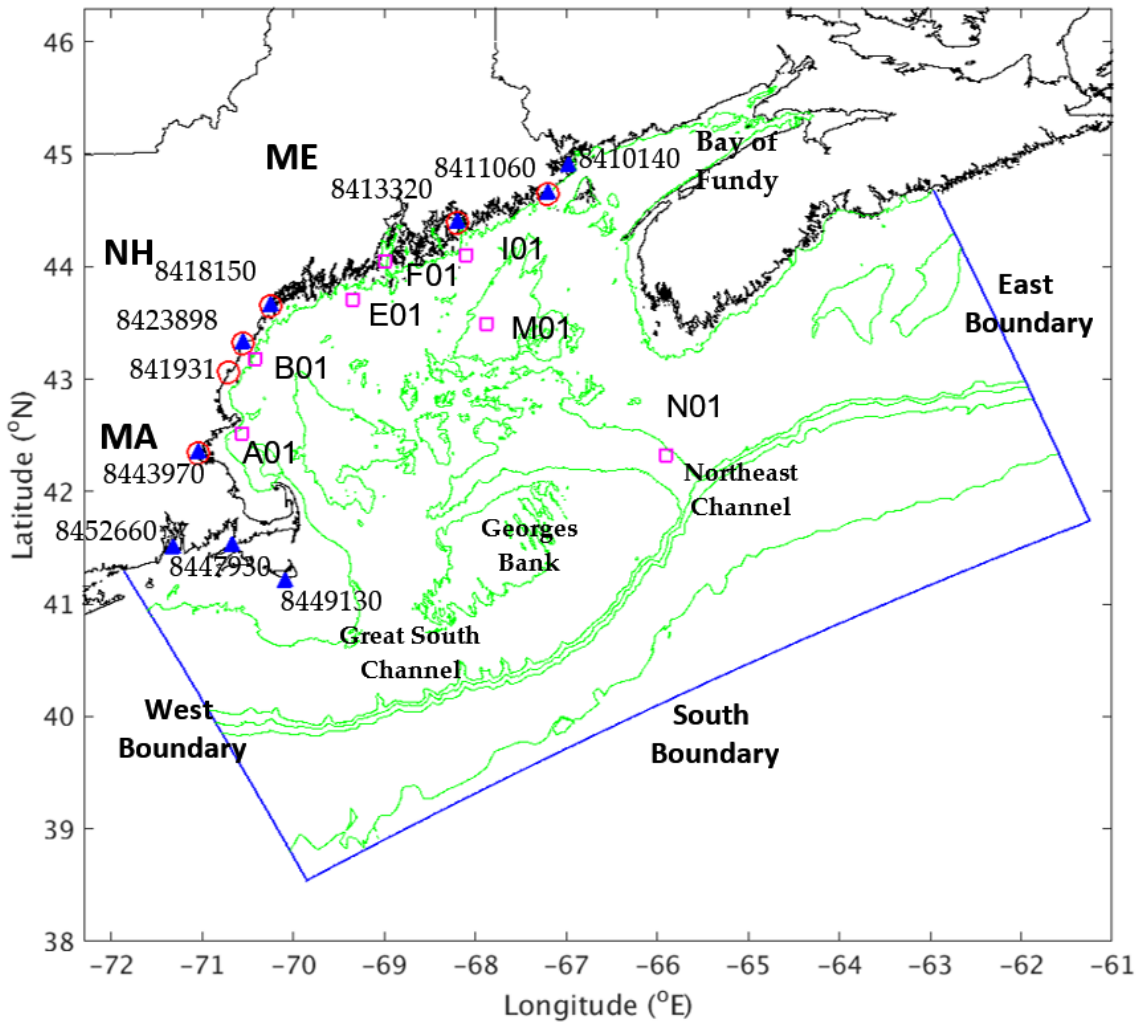 46
45
44
43
42
41
40
39
38
Latitude (°N)
−72
−71
−70
−69
−68
−67
−66
−65
−64
−63
−62
−61
Longitude (°E)
ME
NH
MA
8410140
8411060
8413320
8418150
8423898
841931
8443970
8452660
8447930
8449130
Bay of
Fundy
I01
F01
E01
M01
B01
N01
A01
East
Boundary
Northeast
Channel
Georges
Bank
Great South
Channel
West
Boundary
South
Boundary